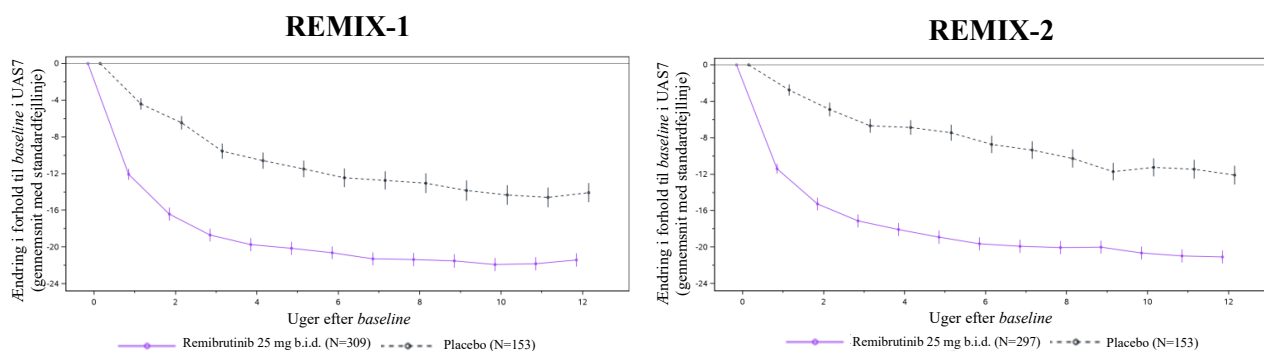 REMIX-1
Ændring i forhold til baseline i UAS7
(gennemsnit med standardfejllinje)
0
-4
-8
-12
-16
-20
-24
0 2 4 6 8 10 12
Uger efter baseline
Remibrutinib 25 mg b.i.d. (N=309) Placebo (N=153)
REMIX-2
Ændring i forhold til baseline i UAS7
(gennemsnit med standardfejllinje)
0
-4
-8
-12
-16
-20
-24
0 2 4 6 8 10 12
Uger efter baseline
Remibrutinib 25 mg b.i.d. (N=297) Placebo (N=153)